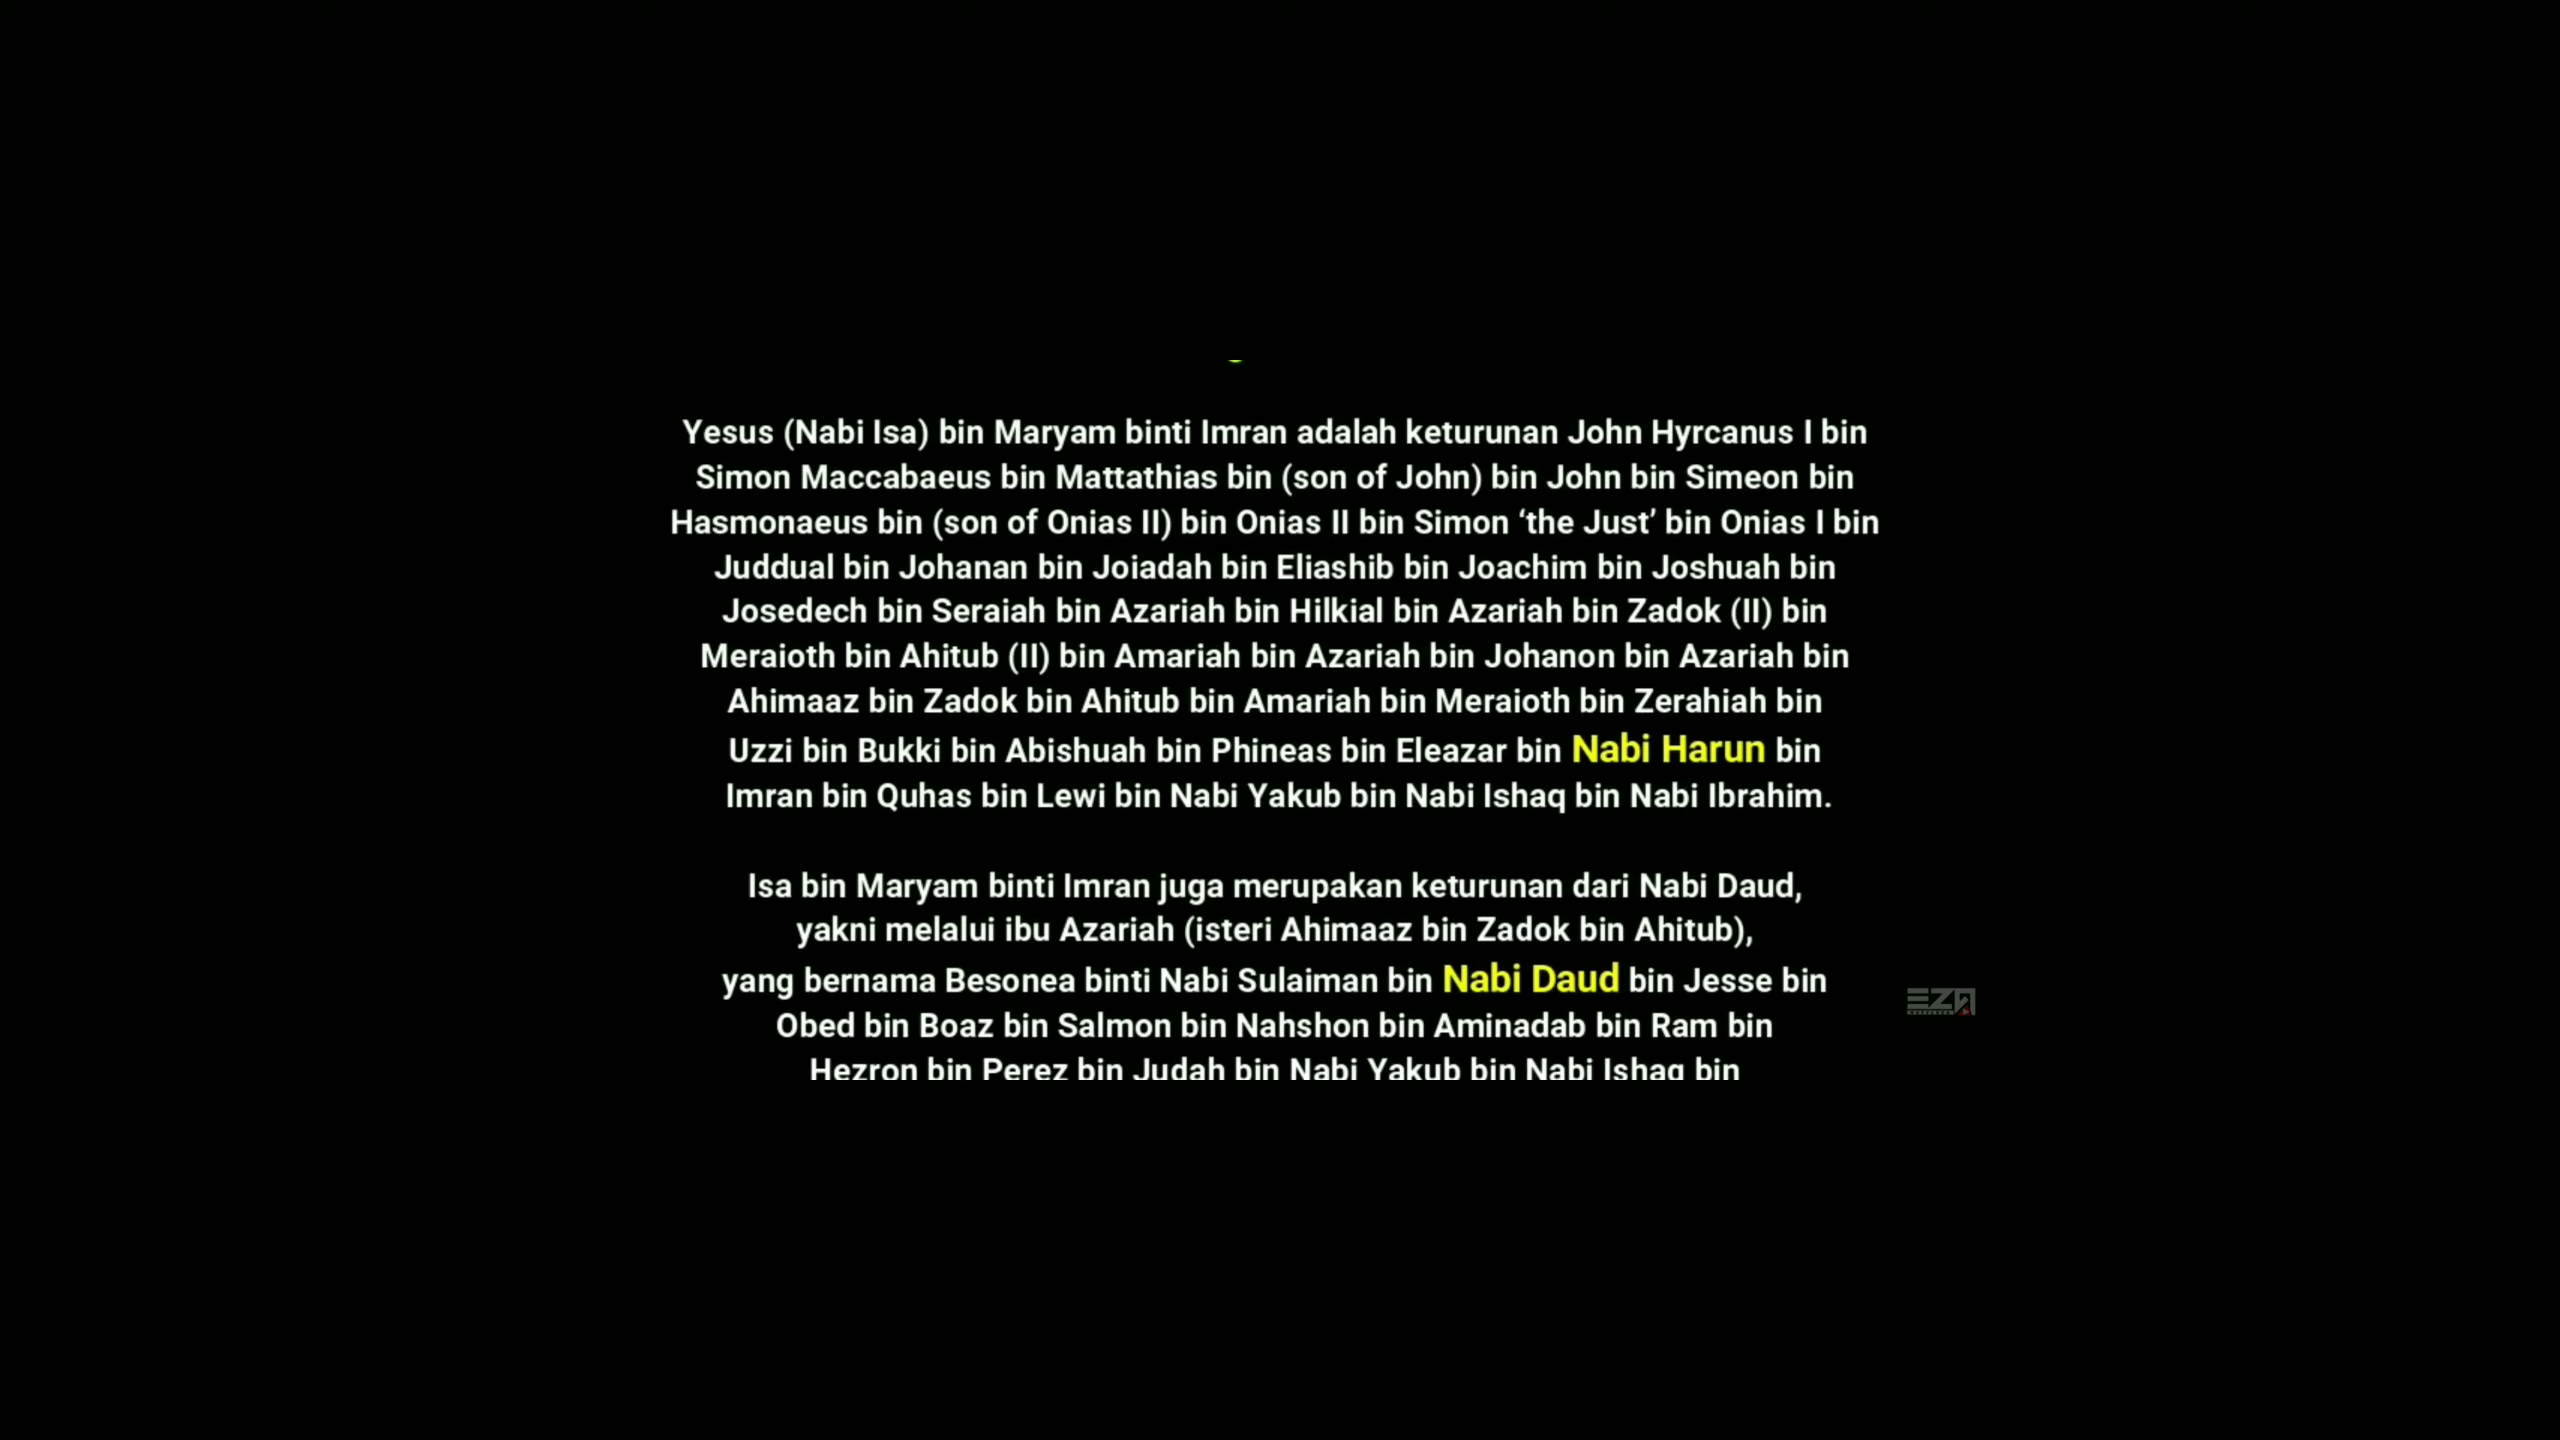 Yesus (Nabi Isa) bin Maryam binti Imran adalah keturunan John Hyrcanus I bin
Simon Maccabaeus bin Mattathias bin (son of John) bin John bin Simeon bin
Hasmonaeus bin (son of Onias II) bin Onias II bin Simon ‘the Just’ bin Onias I bin
Juddual bin Johanan bin Joiadah bin Eliashib bin Joachim bin Joshuah bin
Josedech bin Seraiah bin Azariah bin Hilkial bin Azariah bin Zadok (II) bin
Meraioth bin Ahitub (II) bin Amariah bin Azariah bin Johanon bin Azariah bin
Ahimaaz bin Zadok bin Ahitub bin Amariah bin Meraioth bin Zerahiah bin
Uzzi bin Bukki bin Abishuah bin Phineas bin Eleazar bin Nabi Harun bin
Imran bin Quhas bin Lewi bin Nabi Yakub bin Nabi Ishaq bin Nabi Ibrahim.
Isa bin Maryam binti Imran juga merupakan keturunan dari Nabi Daud,
yakni melalui ibu Azariah (isteri Ahimaaz bin Zadok bin Ahitub),
yang bernama Besonea binti Nabi Sulaiman bin Nabi Daud bin Jesse bin
Obed bin Boaz bin Salmon bin Nahshon bin Aminadab bin Ram bin
Hezron bin Perez bin Judah bin Nabi Yakub bin Nabi Ishaq bin